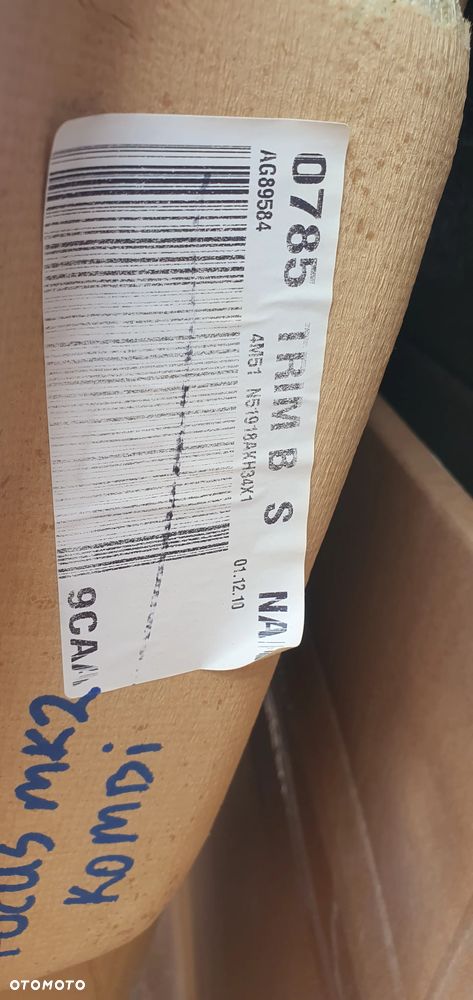 0785 TRIM B S NA
AG89584
4M51 N51918AKH34X1
01.12.10
9CAM
FOCUS MK2
KOMBI
OTOMOTO